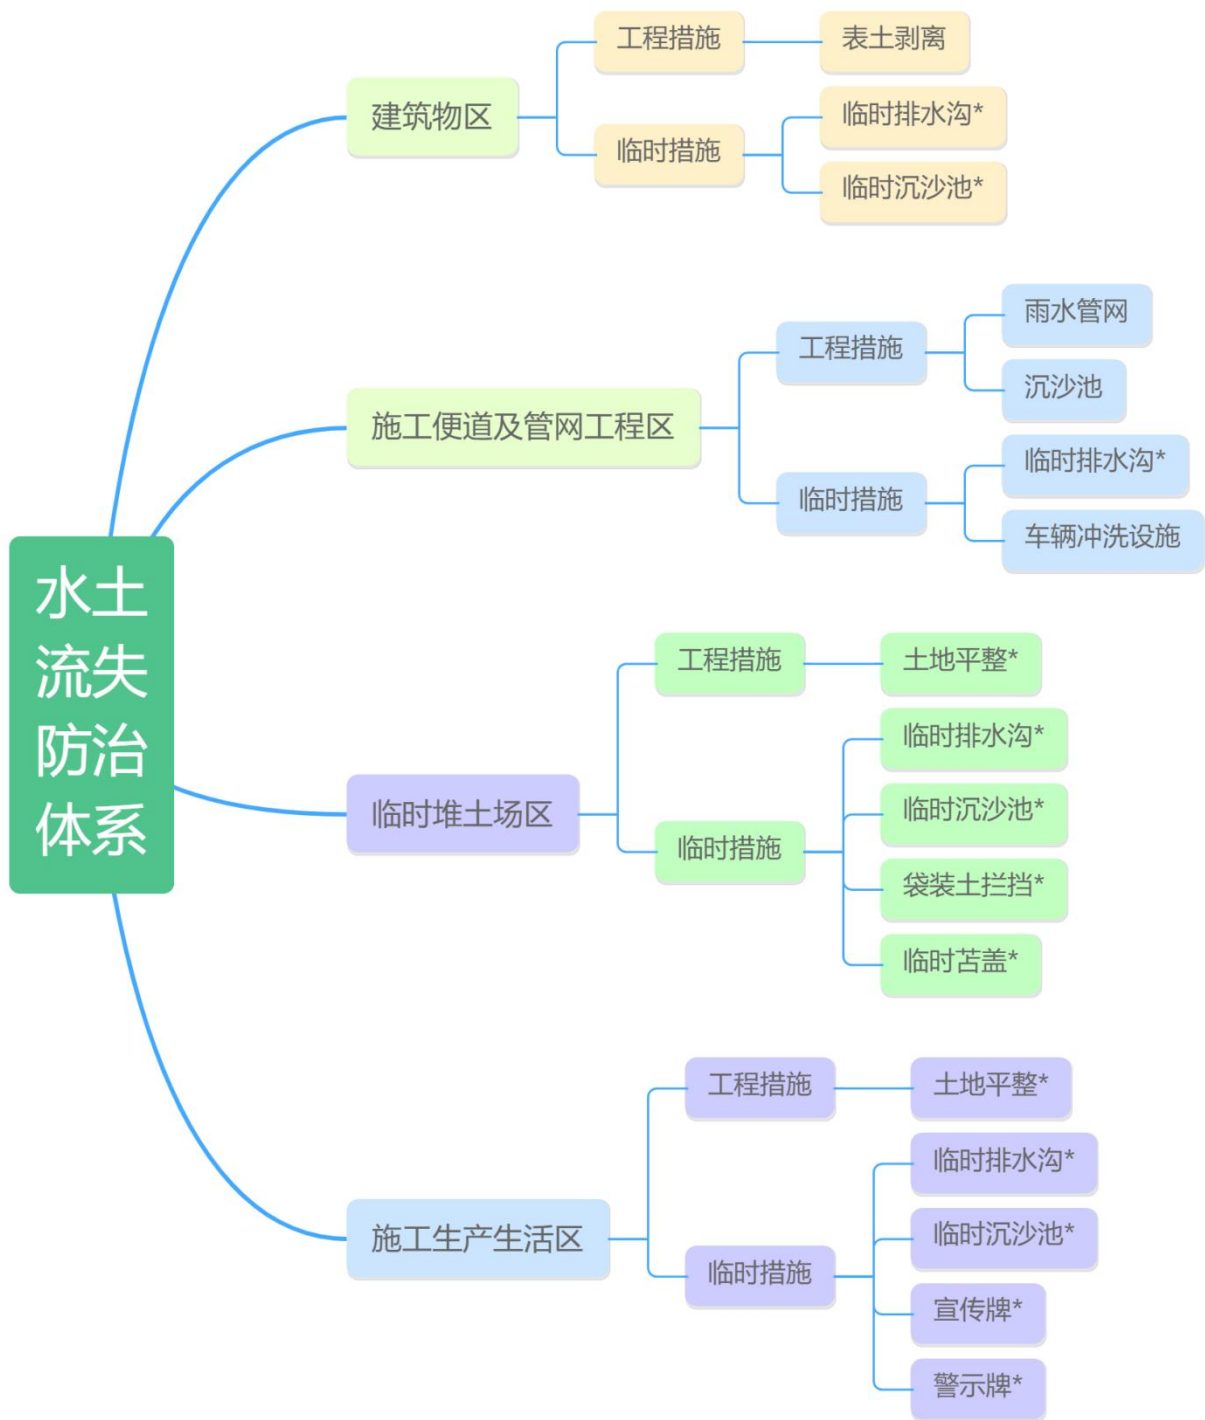 水土
流失
防治
体系
建筑物区
工程措施
表土剥离
临时措施
临时排水沟*
临时沉沙池*
施工便道及管网工程区
工程措施
雨水管网
沉沙池
临时措施
临时排水沟*
车辆冲洗设施
临时堆土场区
工程措施
土地平整*
临时措施
临时排水沟*
临时沉沙池*
袋装土拦挡*
临时苫盖*
施工生产生活区
工程措施
土地平整*
临时措施
临时排水沟*
临时沉沙池*
宣传牌*
警示牌*